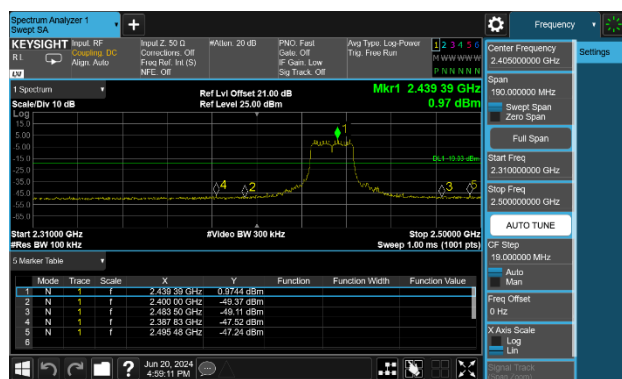 Spectrum Analyzer 1
Swept SA
Frequency
KEYSIGHT
Input: RF
Coupling: DC
Align: Auto
Input Z: 50 Ω
Corrections: Off
Freq Ref: Int (S)
NFE: Off
#Atten: 20 dB
PNO: Fast
Gate: Off
IF Gain: Low
Sig Track: Off
Avg Type: Log-Power
Trig: Free Run
1 2 3 4 5 6
M W W W W W
P N N N N N
LXI
1 Spectrum
Scale/Div 10 dB
Ref Lvl Offset 21.00 dB
Ref Level 25.00 dBm
Mkr1 2.439 39 GHz
0.97 dBm
Log
15.0
5.00
-5.00
-15.0
-25.0
-35.0
-45.0
-55.0
-65.0
1
4
2
3
5
Start 2.31000 GHz
#Res BW 100 kHz
#Video BW 300 kHz
Stop 2.50000 GHz
Sweep 1.00 ms (1001 pts)
5 Marker Table
Mode Trace Scale X Y Function Function Width Function Value
1 N 1 f 2.439 39 GHz 0.9744 dBm
2 N 1 f 2.400 00 GHz -49.37 dBm
3 N 1 f 2.483 50 GHz -49.11 dBm
4 N 1 f 2.387 83 GHz -47.52 dBm
5 N 1 f 2.495 48 GHz -47.24 dBm
6
Jun 20, 2024
4:59:11 PM
Center Frequency
2.405000000 GHz
Settings
Span
190.000000 MHz
Swept Span
Zero Span
Full Span
Start Freq
2.310000000 GHz
Stop Freq
2.500000000 GHz
AUTO TUNE
CF Step
19.000000 MHz
Auto
Man
Freq Offset
0 Hz
X Axis Scale
Log
Lin
Signal Track
(Span Zoom)